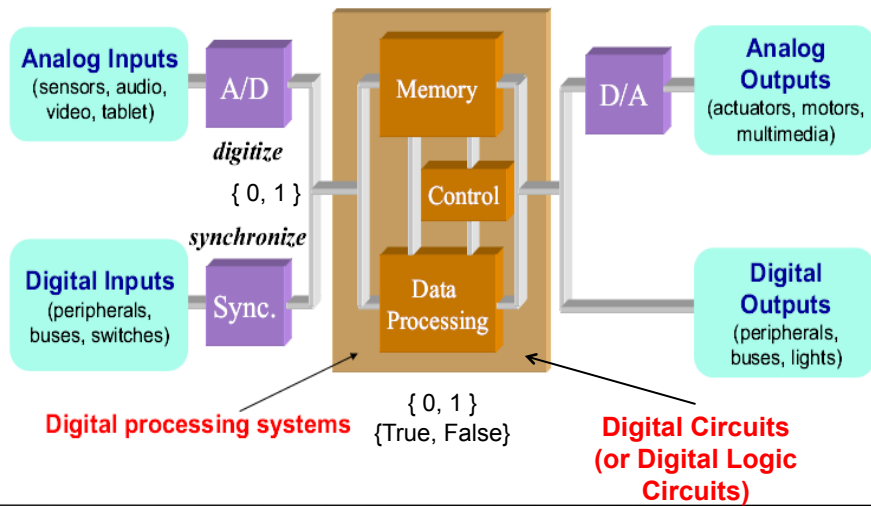 Analog Inputs
(sensors, audio,
video, tablet)
A/D
digitize
{ 0, 1 }
synchronize
Digital Inputs
(peripherals,
buses, switches)
Sync.
Memory
Control
Data
Processing
D/A
Analog
Outputs
(actuators, motors,
multimedia)
Digital
Outputs
(peripherals,
buses, lights)
Digital processing systems
{ 0, 1 }
{True, False}
Digital Circuits
(or Digital Logic
Circuits)